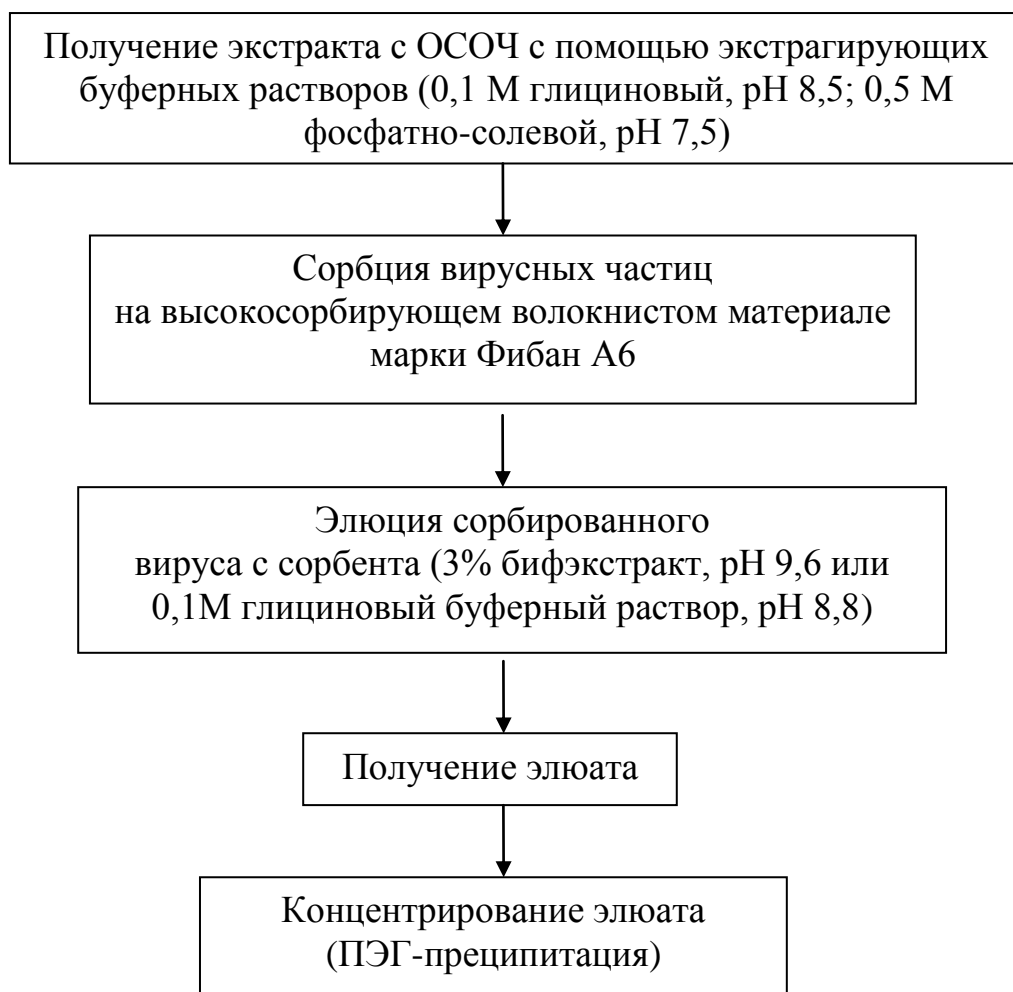 Получение экстракта с ОСОЧ с помощью экстрагирующих
буферных растворов (0,1 М глициновый, рН 8,5; 0,5 М
фосфатно-солевой, рН 7,5)
Сорбция вирусных частиц
на высокосорбирующем волокнистом материале
марки Фибан А6
Элюция сорбированного
вируса с сорбента (3% бифэкстракт, рН 9,6 или
0,1М глициновый буферный раствор, рН 8,8)
Получение элюата
Концентрирование элюата
(ПЭГ-преципитация)